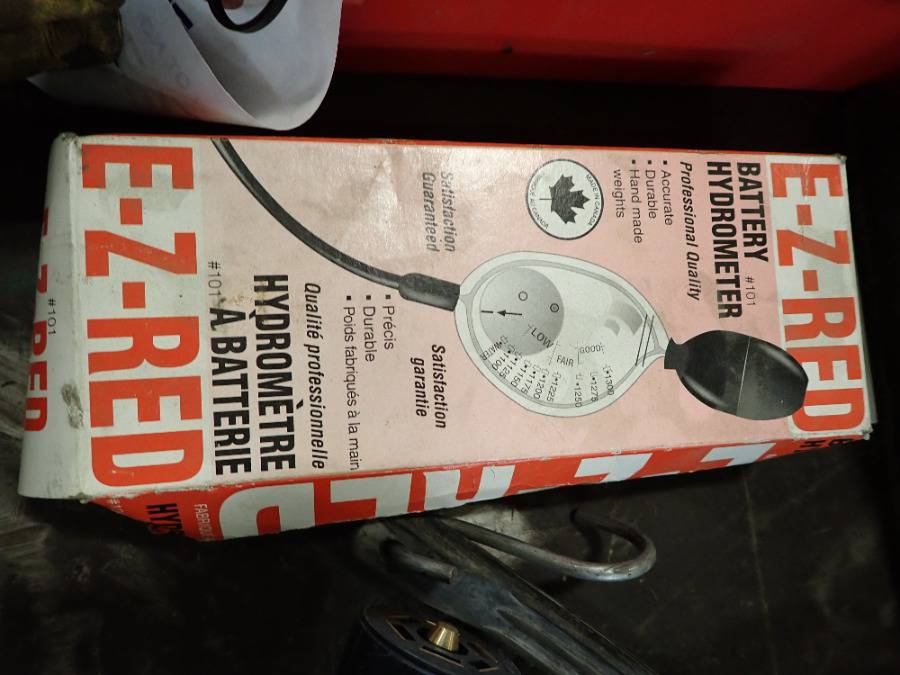 E-Z-RED
BATTERY
HYDROMETER
#101
Professional Quality
• Accurate
• Durable
• Hand made
weights
MADE IN CANADA
Satisfaction
Guaranteed
GOOD
FAIR
LOW
WATER
1300
1275
1250
1225
1200
1175
1150
1125
1100
Satisfaction
garantie
• Précis
• Durable
• Poids fabriqués à la main
Qualité professionnelle
HYDROMÈTRE
À BATTERIE
#101
E-Z-RED
#101